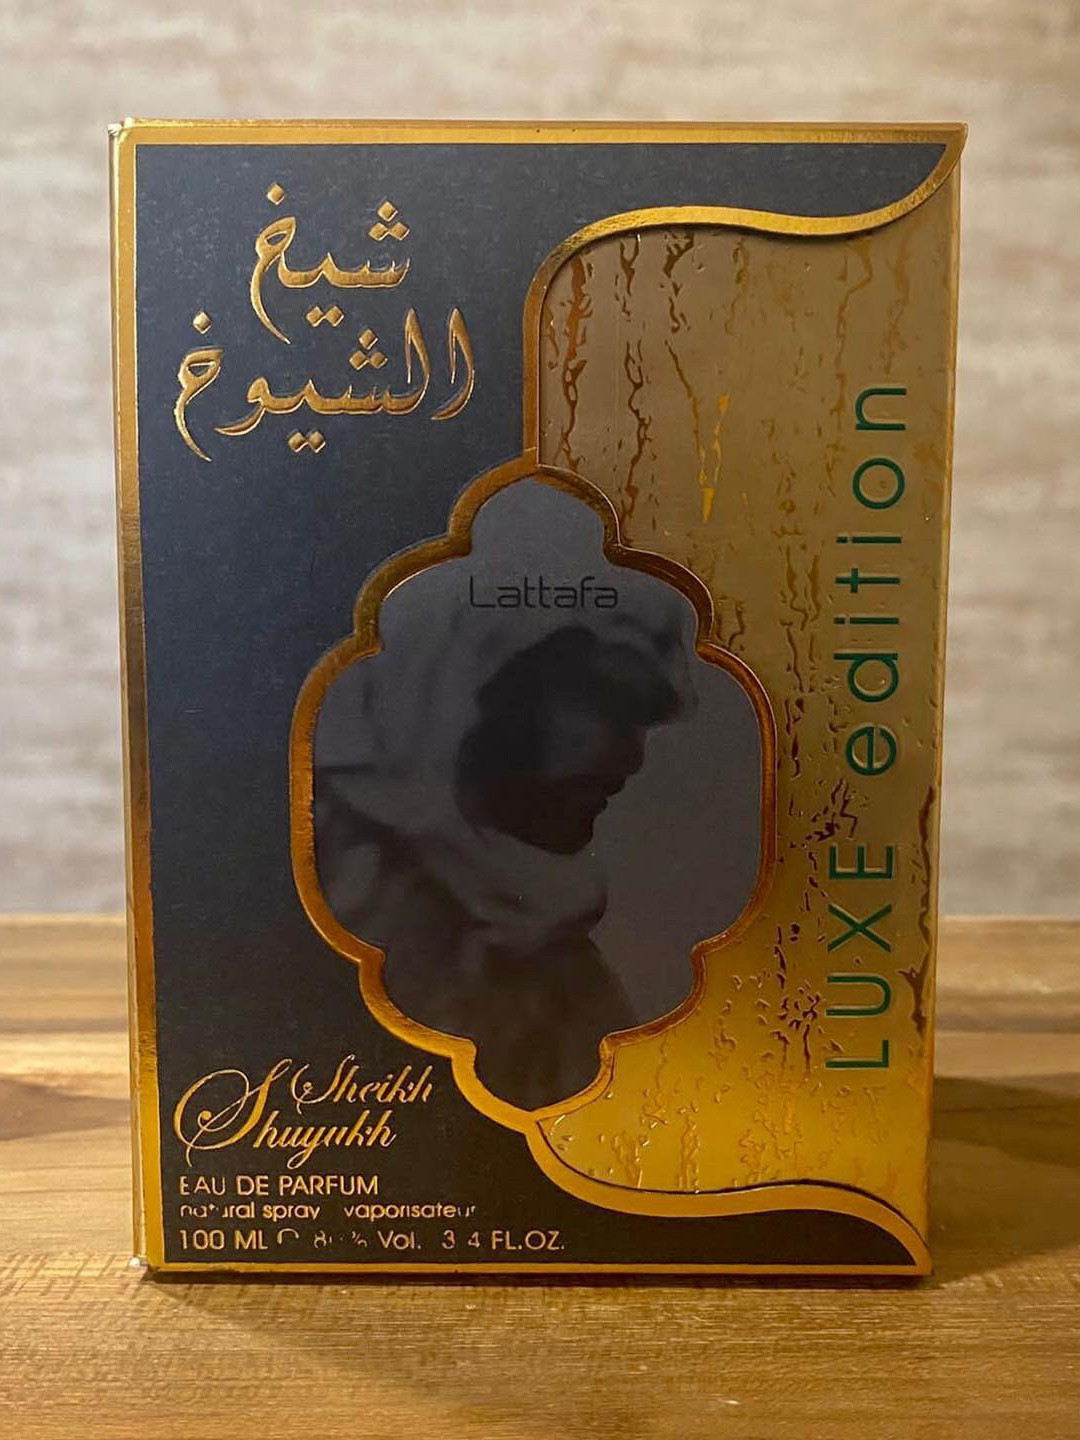 شيخ
الشيوخ
Lattafa
LUXE edition
Sheikh
Shuyukh
EAU DE PARFUM
natural spray vaporisateur
100 ML Vol. 3.4 FL.OZ.